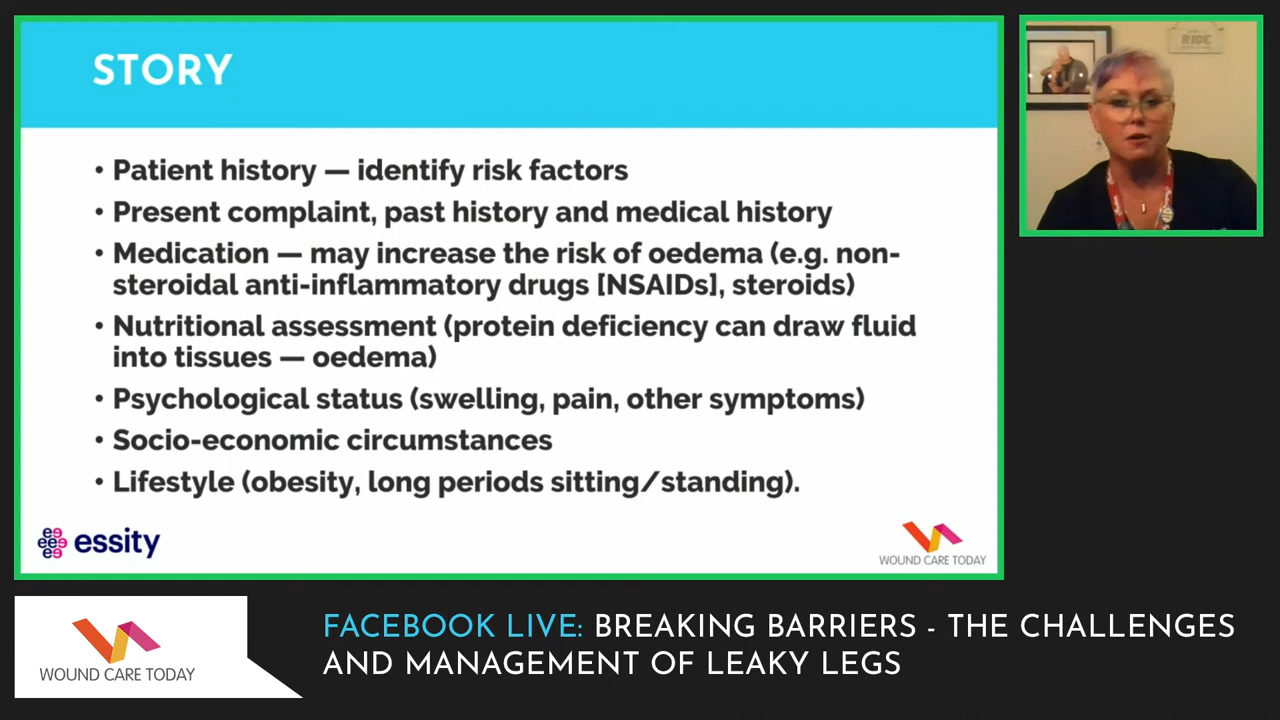 STORY
• Patient history — identify risk factors
• Present complaint, past history and medical history
• Medication — may increase the risk of oedema (e.g. non-
steroidal anti-inflammatory drugs [NSAIDs], steroids)
• Nutritional assessment (protein deficiency can draw fluid
into tissues — oedema)
• Psychological status (swelling, pain, other symptoms)
• Socio-economic circumstances
• Lifestyle (obesity, long periods sitting/standing).
essity
WOUND CARE TODAY
RIDE
WOUND CARE TODAY
FACEBOOK LIVE: BREAKING BARRIERS - THE CHALLENGES
AND MANAGEMENT OF LEAKY LEGS